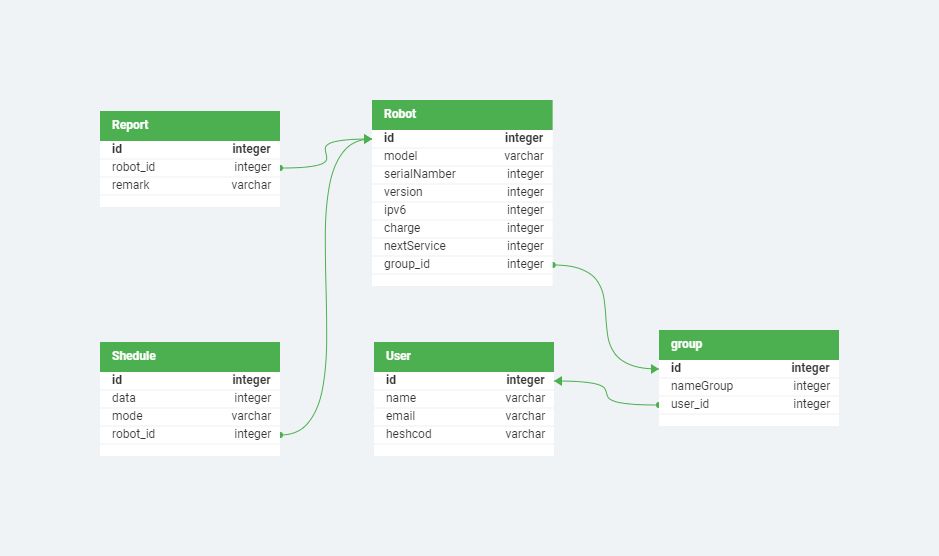 Report
id integer
robot_id integer
remark varchar
Robot
id integer
model varchar
serialNamber integer
version integer
ipv6 integer
charge integer
nextService integer
group_id integer
Shedule
id integer
data integer
mode varchar
robot_id integer
User
id integer
name varchar
email varchar
heshcod varchar
group
id integer
nameGroup integer
user_id integer